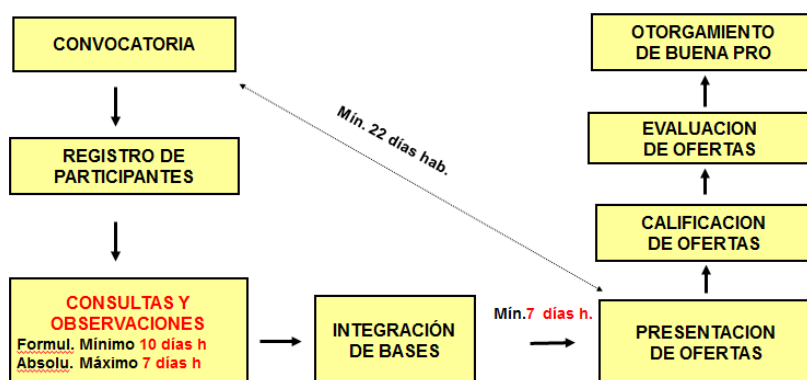 CONVOCATORIA
REGISTRO DE
PARTICIPANTES
CONSULTAS Y
OBSERVACIONES
Formul. Mínimo 10 días h
Absolu. Máximo 7 días h
INTEGRACIÓN
DE BASES
Mín.7 días h.
PRESENTACION
DE OFERTAS
Mín. 22 días hab.
CALIFICACION
DE OFERTAS
EVALUACION
DE OFERTAS
OTORGAMIENTO
DE BUENA PRO